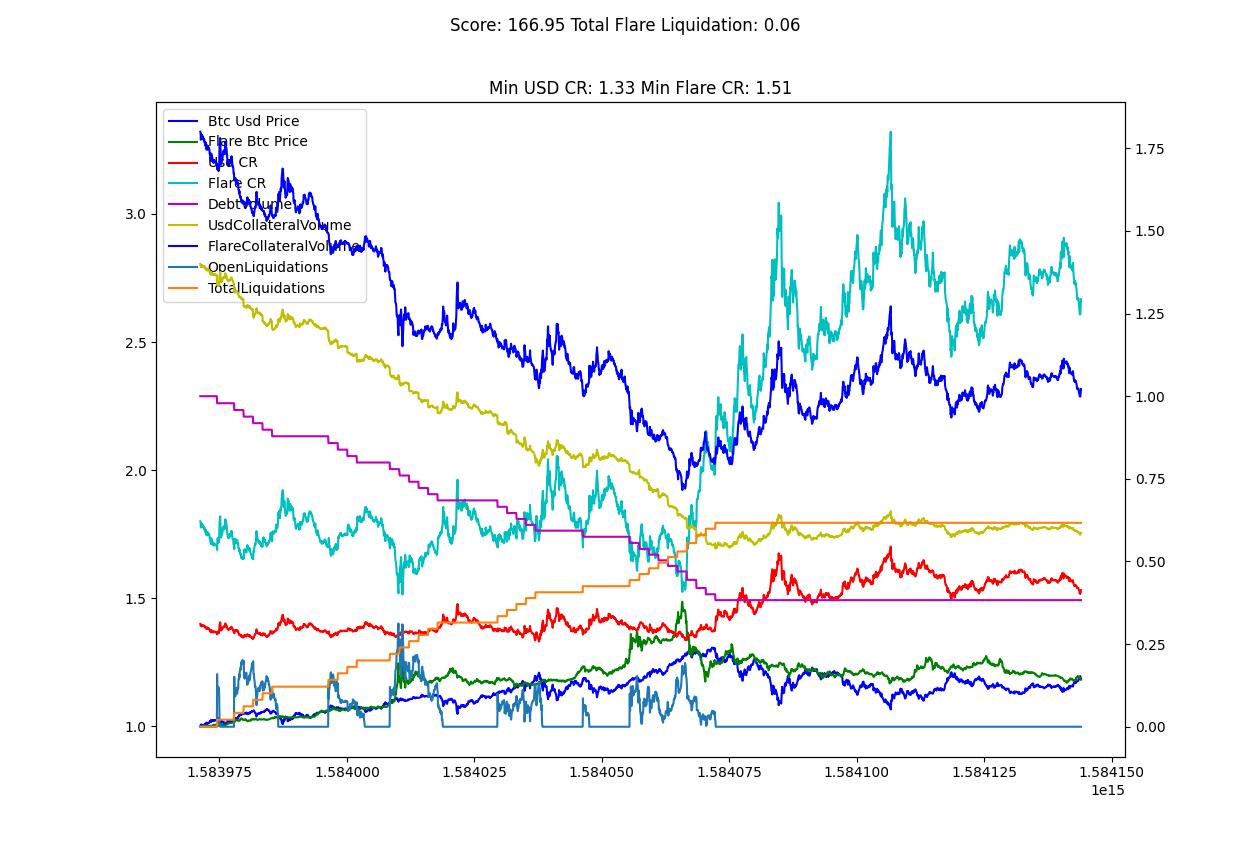 Score: 166.95 Total Flare Liquidation: 0.06
Min USD CR: 1.33 Min Flare CR: 1.51
Btc Usd Price
Flare Btc Price
Usd CR
Flare CR
DebtVolume
UsdCollateralVolume
FlareCollateralVolume
OpenLiquidations
TotalLiquidations
3.0
2.5
2.0
1.5
1.0
1.75
1.50
1.25
1.00
0.75
0.50
0.25
0.00
1.583975 1.584000 1.584025 1.584050 1.584075 1.584100 1.584125 1.584150
1e15